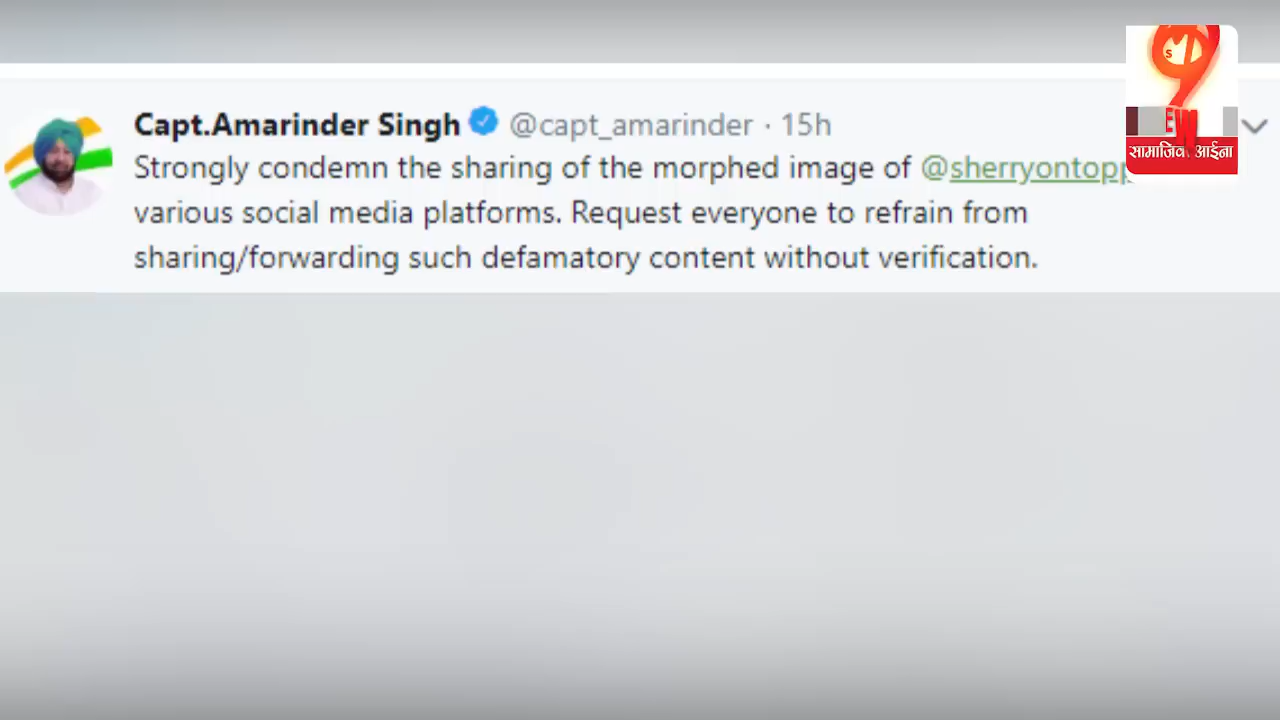 Capt.Amarinder Singh @capt_amarinder · 15h
Strongly condemn the sharing of the morphed image of
various social media platforms. Request everyone to refrain from
sharing/forwarding such defamatory content without verification.
सामाजिक आईना